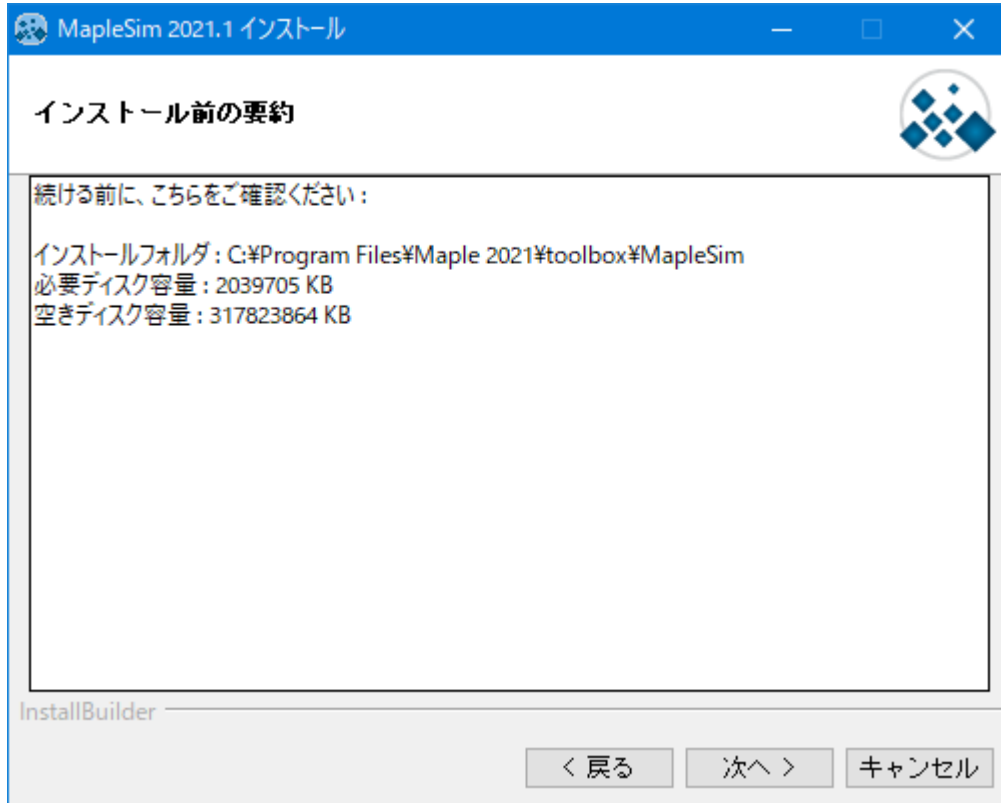 MapleSim 2021.1 インストール
インストール前の要約
続ける前に、こちらをご確認ください :
インストールフォルダ : C:¥Program Files¥Maple 2021¥toolbox¥MapleSim
必要ディスク容量 : 2039705 KB
空きディスク容量 : 317823864 KB
InstallBuilder
< 戻る 次へ > キャンセル